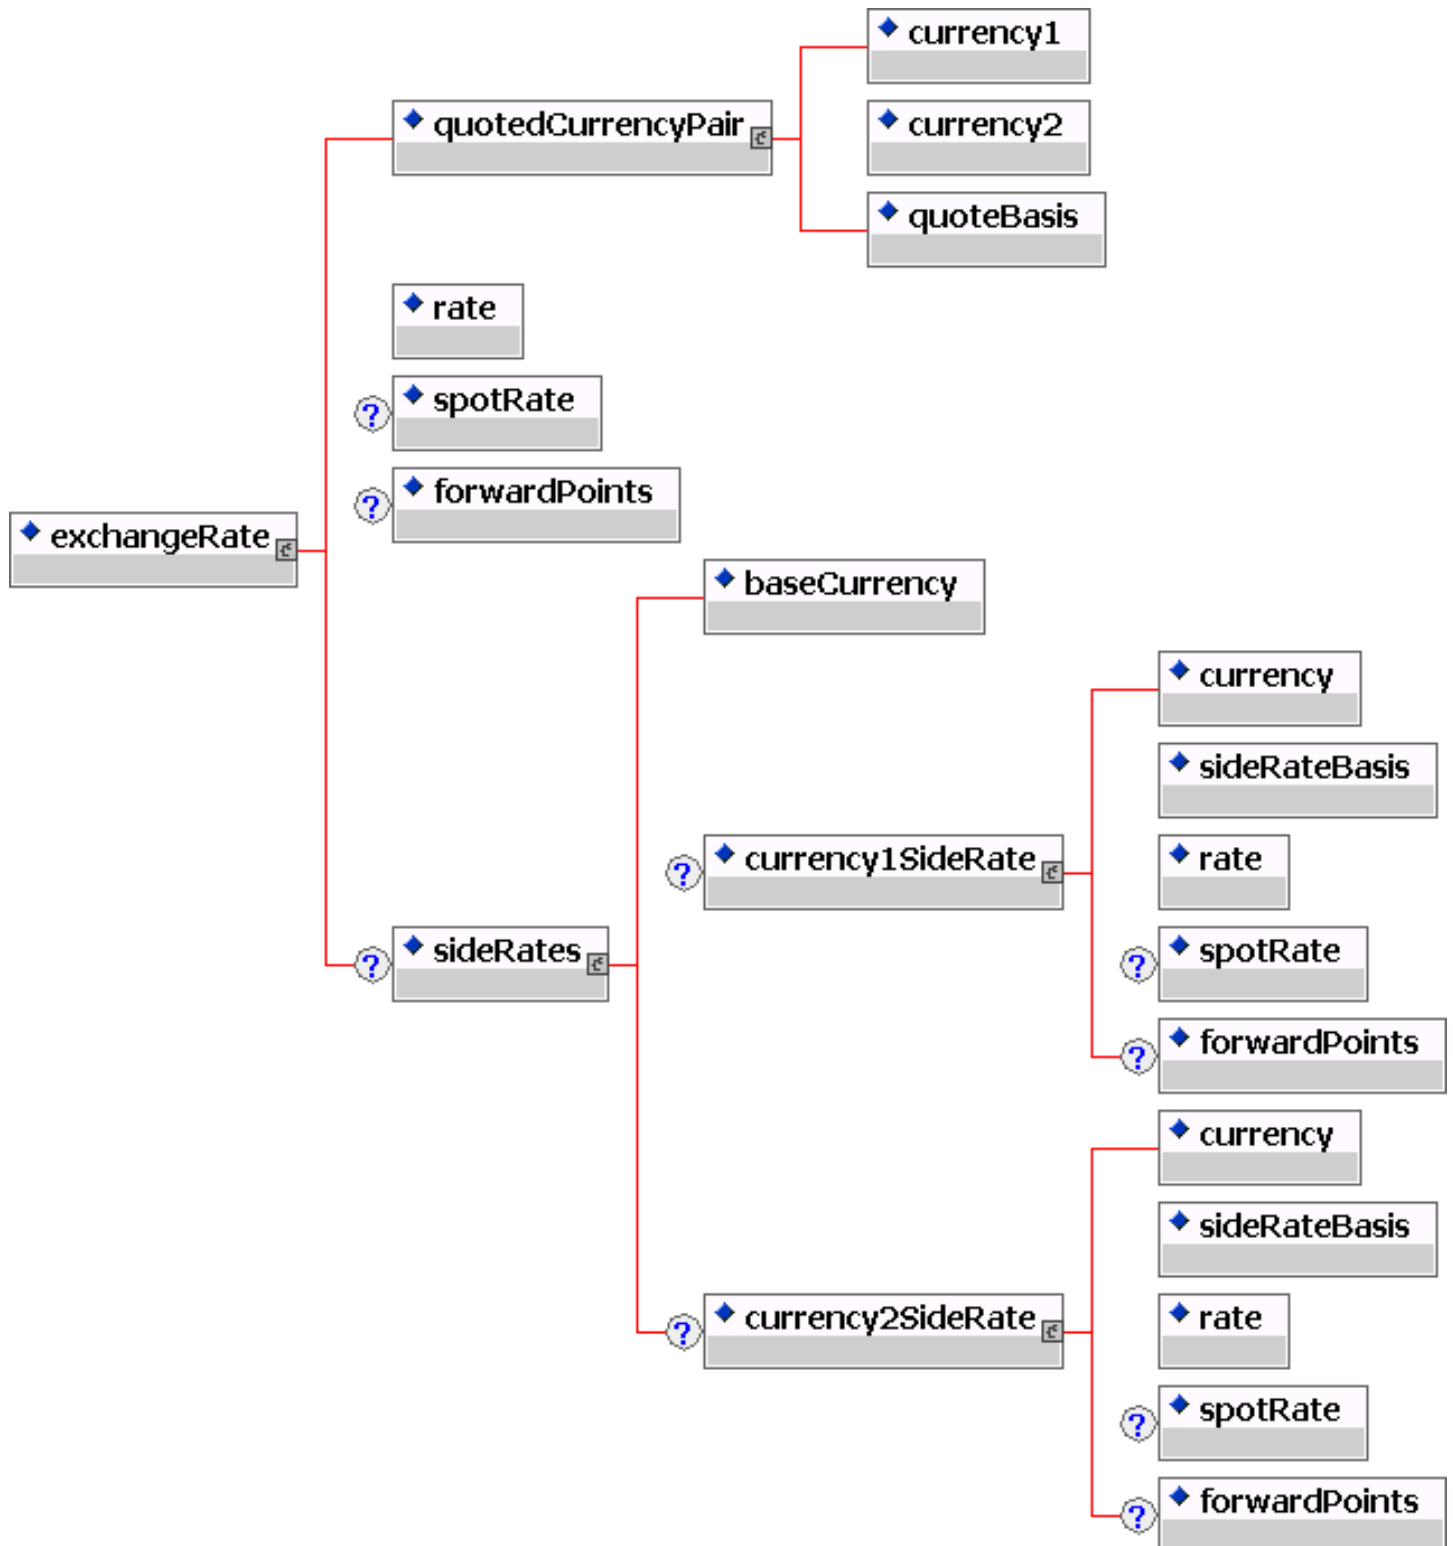 currency1
quotedCurrencyPair
currency2
quoteBasis
rate
? spotRate
? forwardPoints
exchangeRate
baseCurrency
currency
sideRateBasis
? currency1SideRate
rate
? sideRates
? spotRate
? forwardPoints
currency
sideRateBasis
? currency2SideRate
rate
? spotRate
? forwardPoints